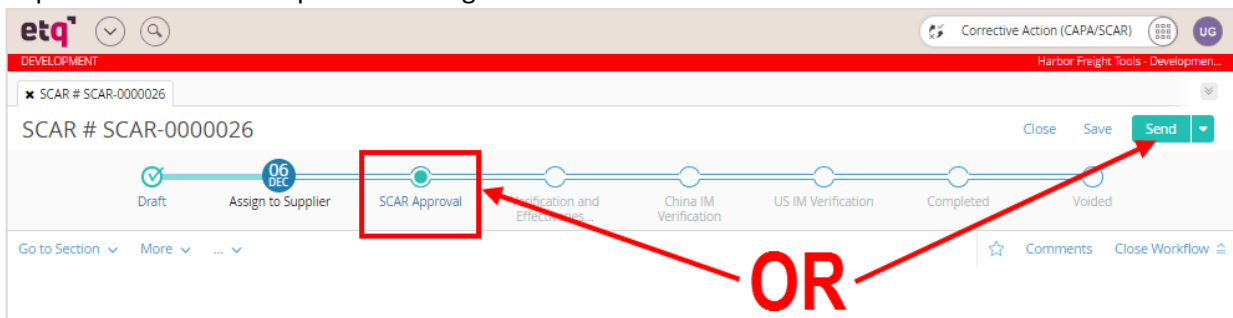 etq
Corrective Action (CAPA/SCAR)
UG
DEVELOPMENT
Harbor Freight Tools - Developmen...
× SCAR # SCAR-0000026
SCAR # SCAR-0000026
Close Save Send
06
DEC
Draft Assign to Supplier SCAR Approval Verification and China IM US IM Verification Completed Voided
Effectivenes... Verification
Go to Section More ... Comments Close Workflow
OR